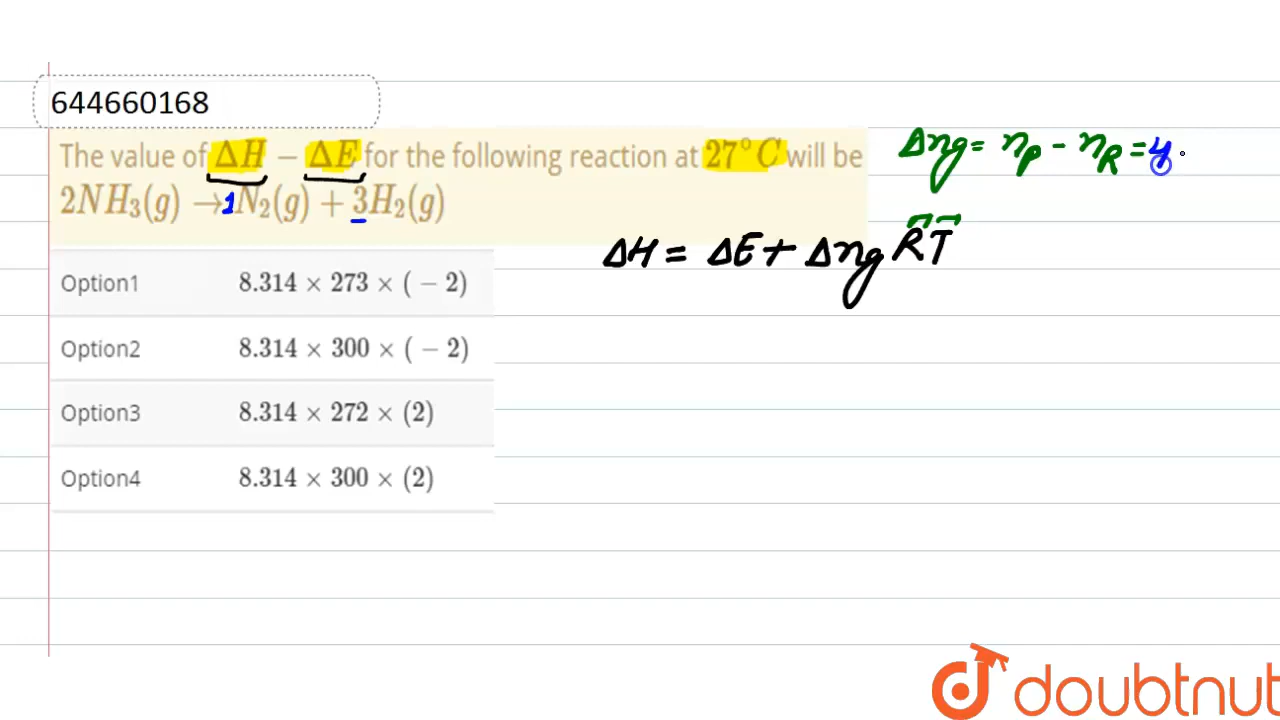 644660168
The value of ΔH − ΔE for the following reaction at 27°C will be
2NH₃(g) → 1N₂(g) + 3H₂(g)
Δng = nP - nR = 4
ΔH = ΔE + Δng RT
Option1 8.314 × 273 × ( − 2)
Option2 8.314 × 300 × ( − 2)
Option3 8.314 × 272 × (2)
Option4 8.314 × 300 × (2)
doubtnut